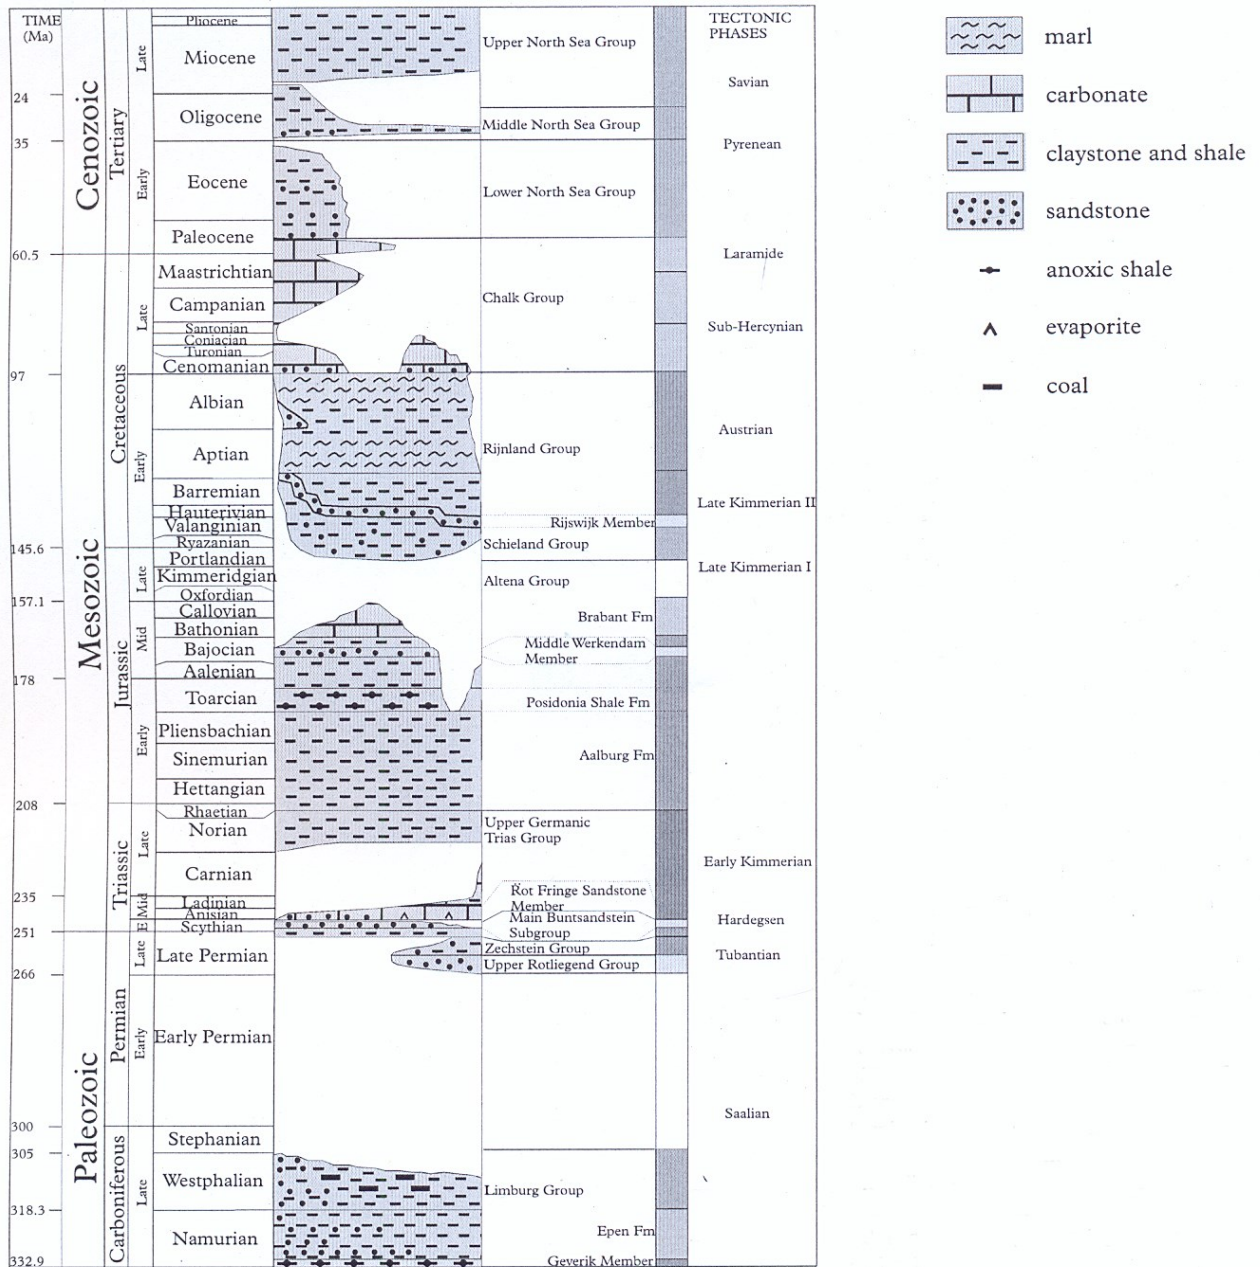 TIME
(Ma)
24
35
60.5
97
145.6
157.1
178
208
235
251
266
300
305
318.3
332.9
Cenozoic
Mesozoic
Paleozoic
Tertiary
Cretaceous
Jurassic
Triassic
Permian
Carboniferous
Late
Early
Late
Early
Late
Mid
Early
Late
Mid
E
Late
Early
Late
Pliocene
Miocene
Oligocene
Eocene
Paleocene
Maastrichtian
Campanian
Santonian
Coniacian
Turonian
Cenomanian
Albian
Aptian
Barremian
Hauterivian
Valanginian
Ryazanian
Portlandian
Kimmeridgian
Oxfordian
Callovian
Bathonian
Bajocian
Aalenian
Toarcian
Pliensbachian
Sinemurian
Hettangian
Rhaetian
Norian
Carnian
Ladinian
Anisian
Scythian
Late Permian
Early Permian
Stephanian
Westphalian
Namurian
Upper North Sea Group
Middle North Sea Group
Lower North Sea Group
Chalk Group
Rijnland Group
Rijswijk Member
Schieland Group
Altena Group
Brabant Fm
Middle Werkendam
Member
Posidonia Shale Fm
Aalburg Fm
Upper Germanic
Trias Group
Rot Fringe Sandstone
Member
Main Buntsandstein
Subgroup
Zechstein Group
Upper Rotliegend Group
Limburg Group
Epen Fm
Geverik Member
TECTONIC
PHASES
Savian
Pyrenean
Laramide
Sub-Hercynian
Austrian
Late Kimmerian II
Late Kimmerian I
Early Kimmerian
Hardegsen
Tubantian
Saalian
marl
carbonate
claystone and shale
sandstone
anoxic shale
evaporite
coal